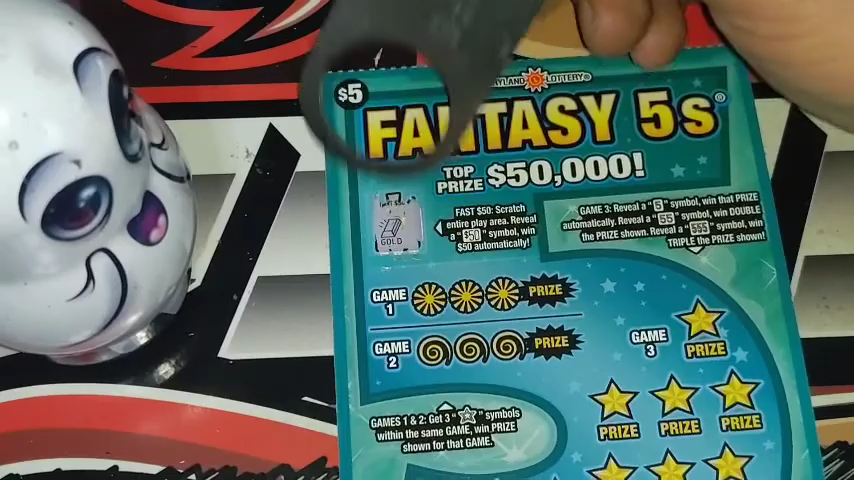 $5
LOTTERY®
FANTASY 5s®
TOP PRIZE $50,000!
FAST $50: Scratch
entire play area. Reveal
a "$50" symbol, win
$50 automatically!
GOLD
GAME 3: Reveal a "5" symbol, win that PRIZE
automatically. Reveal a "55" symbol, win DOUBLE
the PRIZE shown! Reveal a "555" symbol, win
TRIPLE the PRIZE shown!
GAME 1 PRIZE
GAME 2 PRIZE
GAME 3 PRIZE
PRIZE PRIZE PRIZE
GAMES 1 & 2: Get 3 " " symbols
within the same GAME, win PRIZE
shown for that GAME.